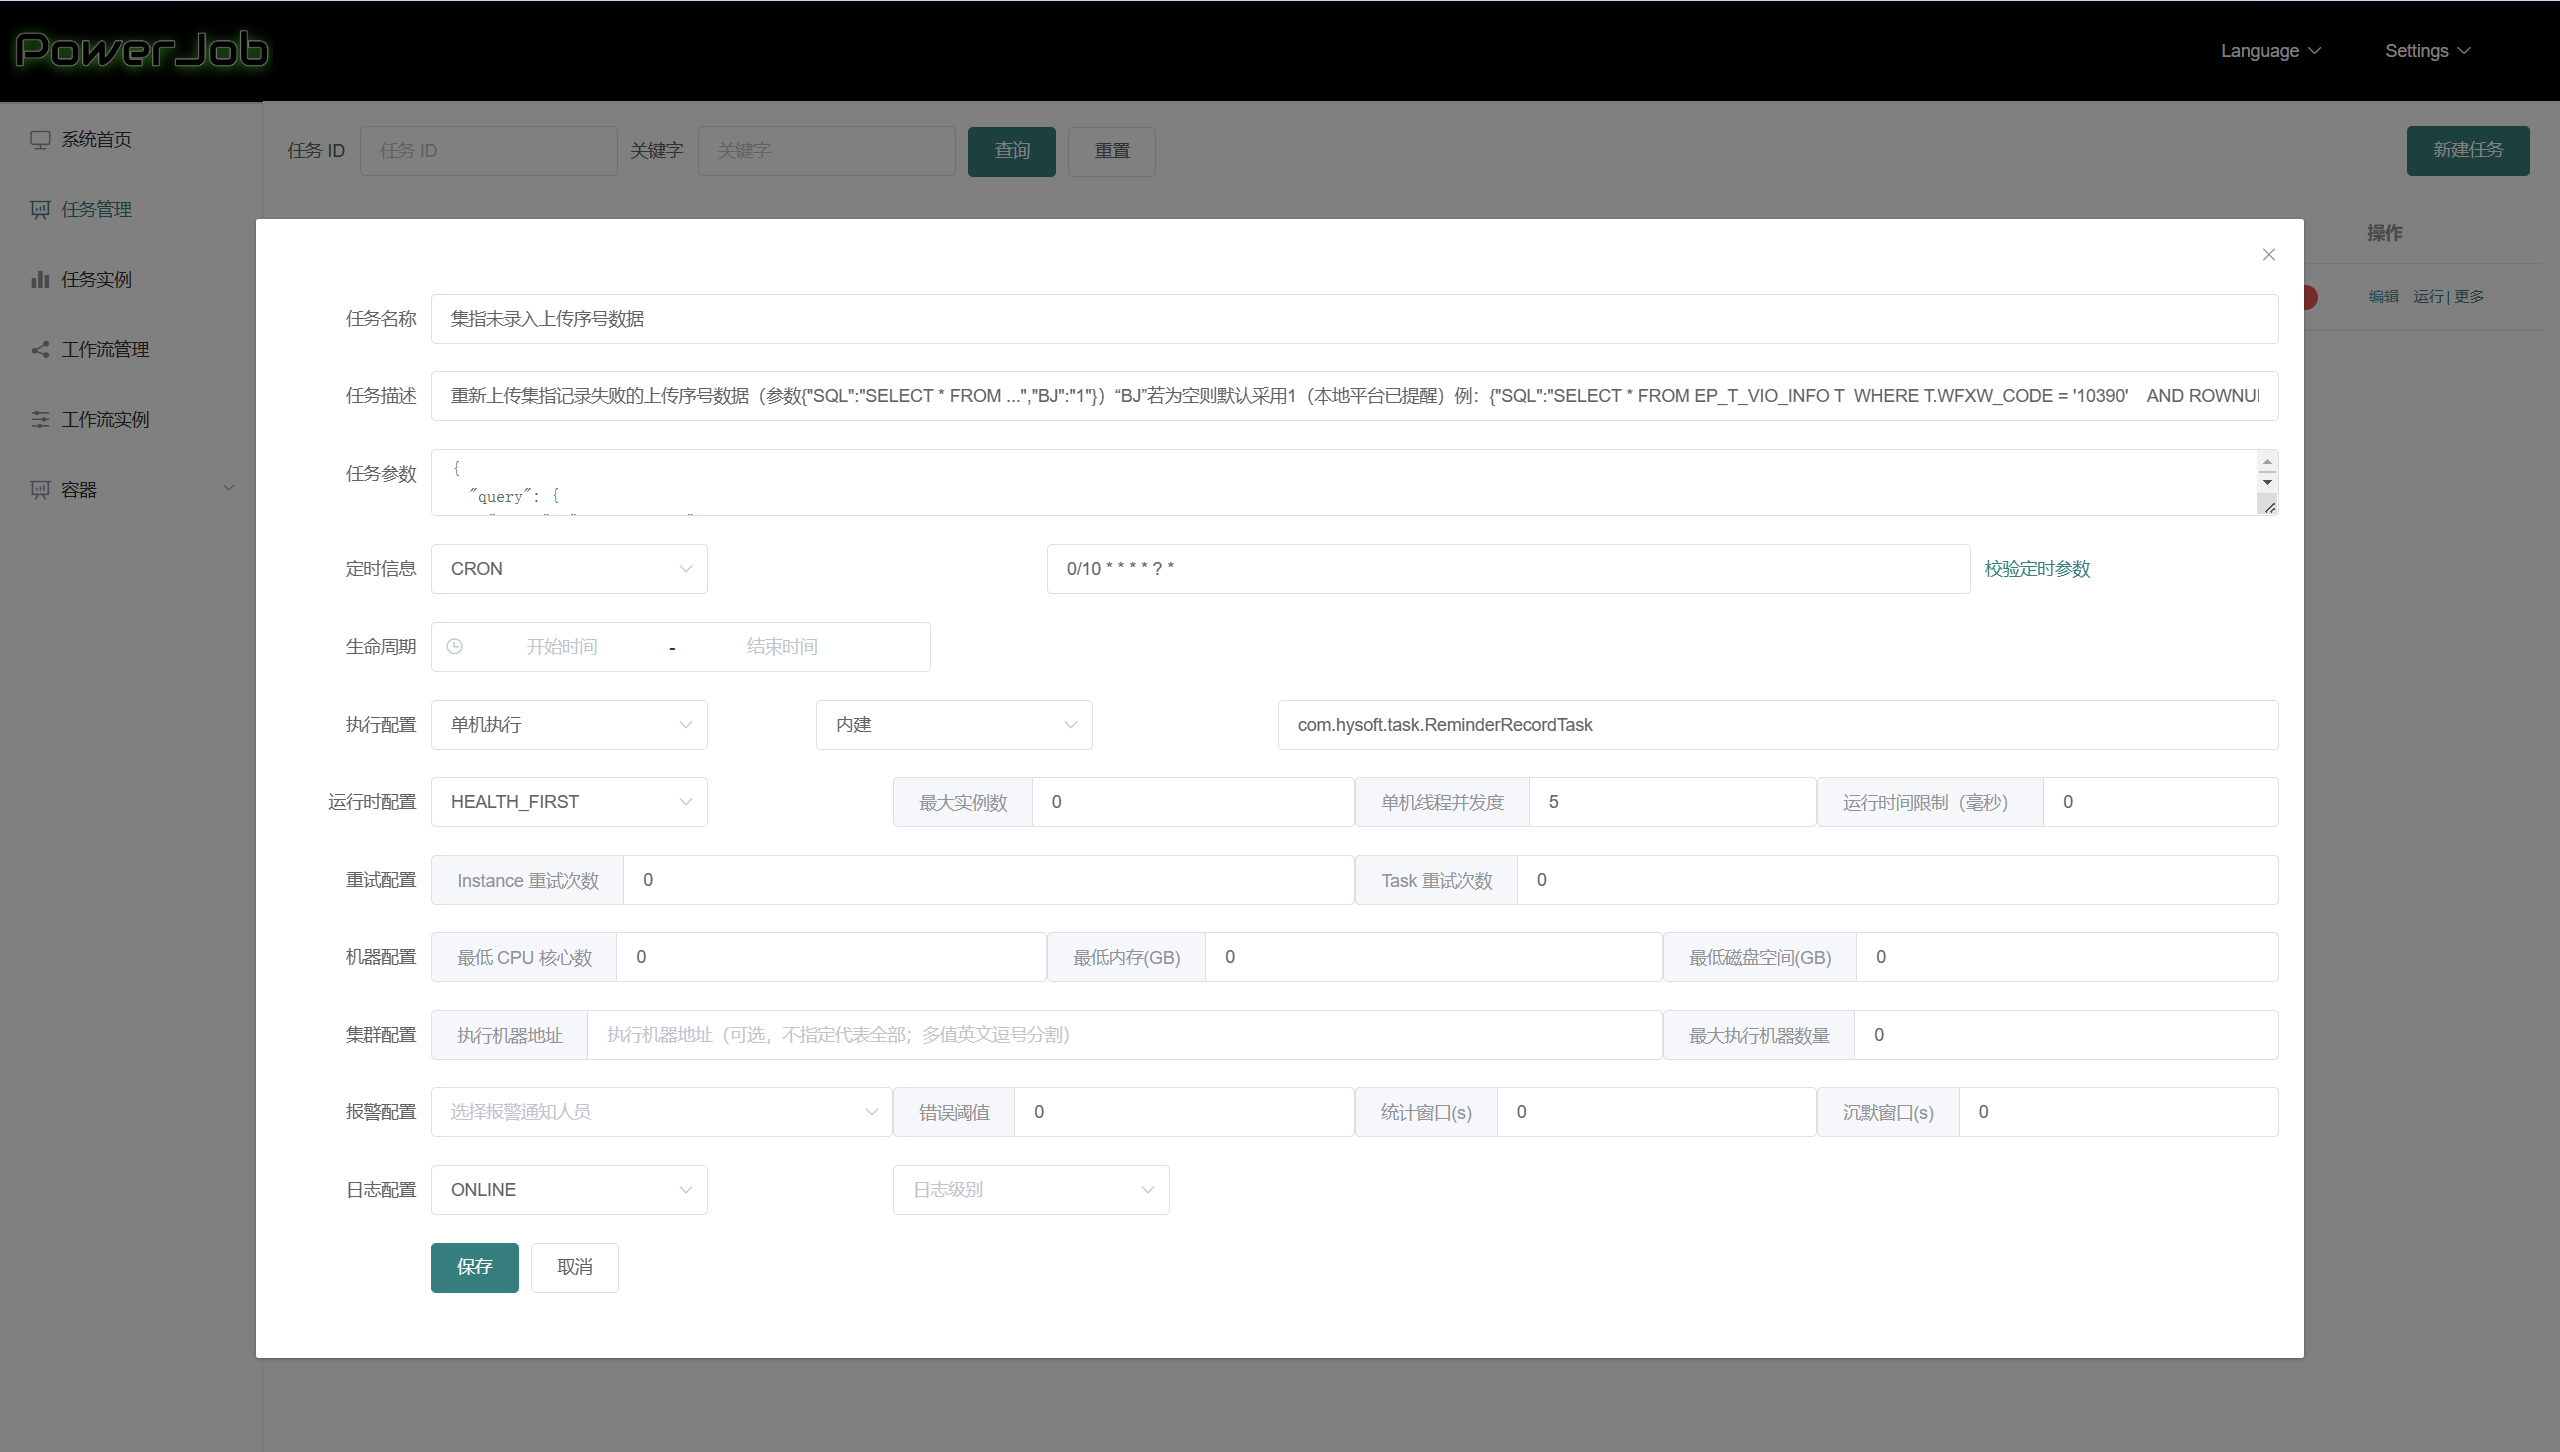 PowerJob
Language
Settings
系统首页
任务管理
任务实例
工作流管理
工作流实例
容器
任务 ID
任务 ID
关键字
关键字
查询
重置
新建任务
操作
编辑 运行| 更多
任务名称
集指未录入上传序号数据
任务描述
重新上传集指记录失败的上传序号数据（参数{"SQL":"SELECT * FROM ...","BJ":"1"}）“BJ”若为空则默认采用1（本地平台已提醒）例：{"SQL":"SELECT * FROM EP_T_VIO_INFO T  WHERE T.WFXW_CODE = '10390'    AND ROWNU
任务参数
{
"query": {
定时信息
CRON
0/10 * * * * ? *
校验定时参数
生命周期
开始时间 - 结束时间
执行配置
单机执行
内建
com.hysoft.task.ReminderRecordTask
运行时配置
HEALTH_FIRST
最大实例数 0
单机线程并发度 5
运行时间限制（毫秒） 0
重试配置
Instance 重试次数 0
Task 重试次数 0
机器配置
最低 CPU 核心数 0
最低内存(GB) 0
最低磁盘空间(GB) 0
集群配置
执行机器地址
执行机器地址（可选，不指定代表全部；多值英文逗号分割）
最大执行机器数量 0
报警配置
选择报警通知人员
错误阈值 0
统计窗口(s) 0
沉默窗口(s) 0
日志配置
ONLINE
日志级别
保存
取消